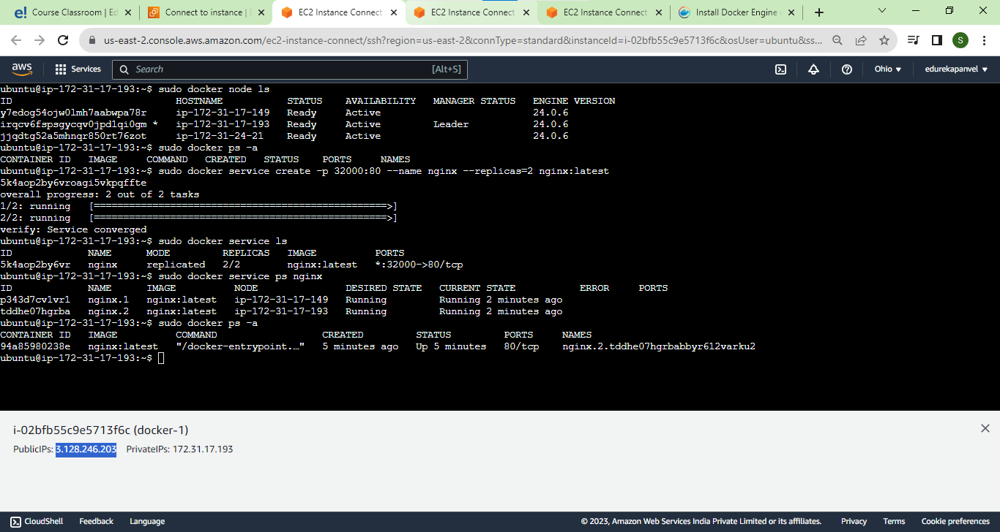 e! Course Classroom | Ed
Connect to instance |
EC2 Instance Connect
EC2 Instance Connect
EC2 Instance Connect
Install Docker Engine
us-east-2.console.aws.amazon.com/ec2-instance-connect/ssh?region=us-east-2&connType=standard&instanceId=i-02bfb55c9e5713f6c&osUser=ubuntu&ss...
S
aws Services Search [Alt+S] Ohio edurekapanvel
ubuntu@ip-172-31-17-193:~$ sudo docker node ls
ID HOSTNAME STATUS AVAILABILITY MANAGER STATUS ENGINE VERSION
y7edog54ojw0lmh7aabwpa78r ip-172-31-17-149 Ready Active 24.0.6
irqcv6fspsgycqv0jpd1qi0gm * ip-172-31-17-193 Ready Active Leader 24.0.6
jjqdtg52a5mhnqr850rt76zot ip-172-31-24-21 Ready Active 24.0.6
ubuntu@ip-172-31-17-193:~$ sudo docker ps -a
CONTAINER ID IMAGE COMMAND CREATED STATUS PORTS NAMES
ubuntu@ip-172-31-17-193:~$ sudo docker service create -p 32000:80 --name nginx --replicas=2 nginx:latest
5k4aop2by6vroagi5vkpqffte
overall progress: 2 out of 2 tasks
1/2: running [==================================================>]
2/2: running [==================================================>]
verify: Service converged
ubuntu@ip-172-31-17-193:~$ sudo docker service ls
ID NAME MODE REPLICAS IMAGE PORTS
5k4aop2by6vr nginx replicated 2/2 nginx:latest *:32000->80/tcp
ubuntu@ip-172-31-17-193:~$ sudo docker service ps nginx
ID NAME IMAGE NODE DESIRED STATE CURRENT STATE ERROR PORTS
p343d7cv1vr1 nginx.1 nginx:latest ip-172-31-17-149 Running Running 2 minutes ago
tddhe07hgrba nginx.2 nginx:latest ip-172-31-17-193 Running Running 2 minutes ago
ubuntu@ip-172-31-17-193:~$ sudo docker ps -a
CONTAINER ID IMAGE COMMAND CREATED STATUS PORTS NAMES
94a85980238e nginx:latest "/docker-entrypoint.…" 5 minutes ago Up 5 minutes 80/tcp nginx.2.tddhe07hgrbabbyr612varku2
ubuntu@ip-172-31-17-193:~$
i-02bfb55c9e5713f6c (docker-1)
PublicIPs: 3.128.246.203 PrivateIPs: 172.31.17.193
CloudShell Feedback Language © 2023, Amazon Web Services India Private Limited or its affiliates. Privacy Terms Cookie preferences